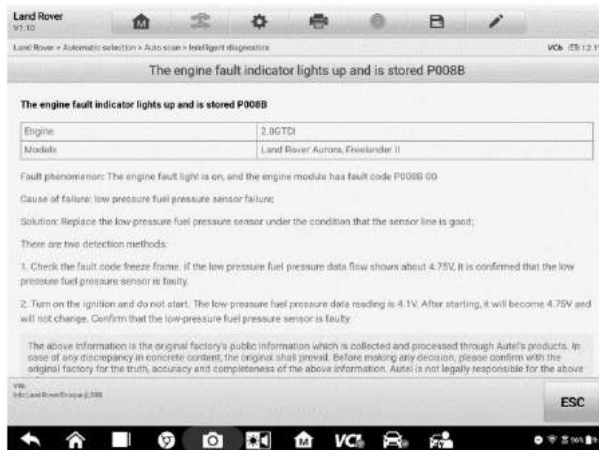 Land Rover
V1.10
Land Rover > Automatic selection > Auto scan > Intelligent diagnostics
VCI 12.1
The engine fault indicator lights up and is stored P008B
The engine fault indicator lights up and is stored P008B
Engine 2.0GTDI
Models Land Rover Aurora, Freelander II
Fault phenomenon: The engine fault light is on, and the engine module has fault code P008B-00
Cause of failure: low pressure fuel pressure sensor failure;
Solution: Replace the low pressure fuel pressure sensor under the condition that the sensor line is good;
There are two detection methods:
1. Check the fault code freeze frame. If the low pressure fuel pressure data flow shows about 4.75V, it is confirmed that the low
pressure fuel pressure sensor is faulty.
2. Turn on the ignition and do not start. The low pressure fuel pressure data reading is 4.1V. After starting, it will become 4.75V and
will not change. Confirm that the low-pressure fuel pressure sensor is faulty.
The above information is the original factory's public information which is collected and processed through Autel's products. In
case of any discrepancy in concrete content, the original shall prevail. Before making any decision, please confirm with the
original factory for the truth, accuracy and completeness of the above information. Autel is not legally responsible for the above
VIN:
Info:Land Rover/Evoque
ESC
M VCI